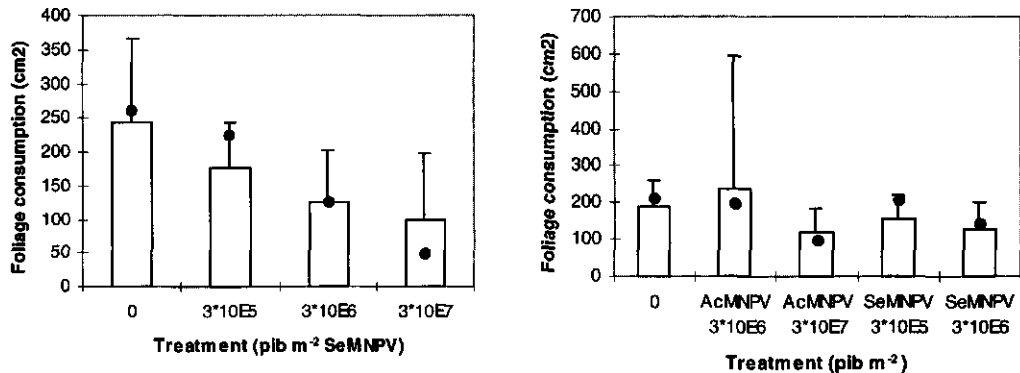 400
350
300
250
200
150
100
50
0
Foliage consumption (cm2)
0 3*10E5 3*10E6 3*10E7
Treatment (pib m⁻² SeMNPV)
700
600
500
400
300
200
100
0
Foliage consumption (cm2)
0 AcMNPV AcMNPV SeMNPV SeMNPV
3*10E6 3*10E7 3*10E5 3*10E6
Treatment (pib m⁻²)